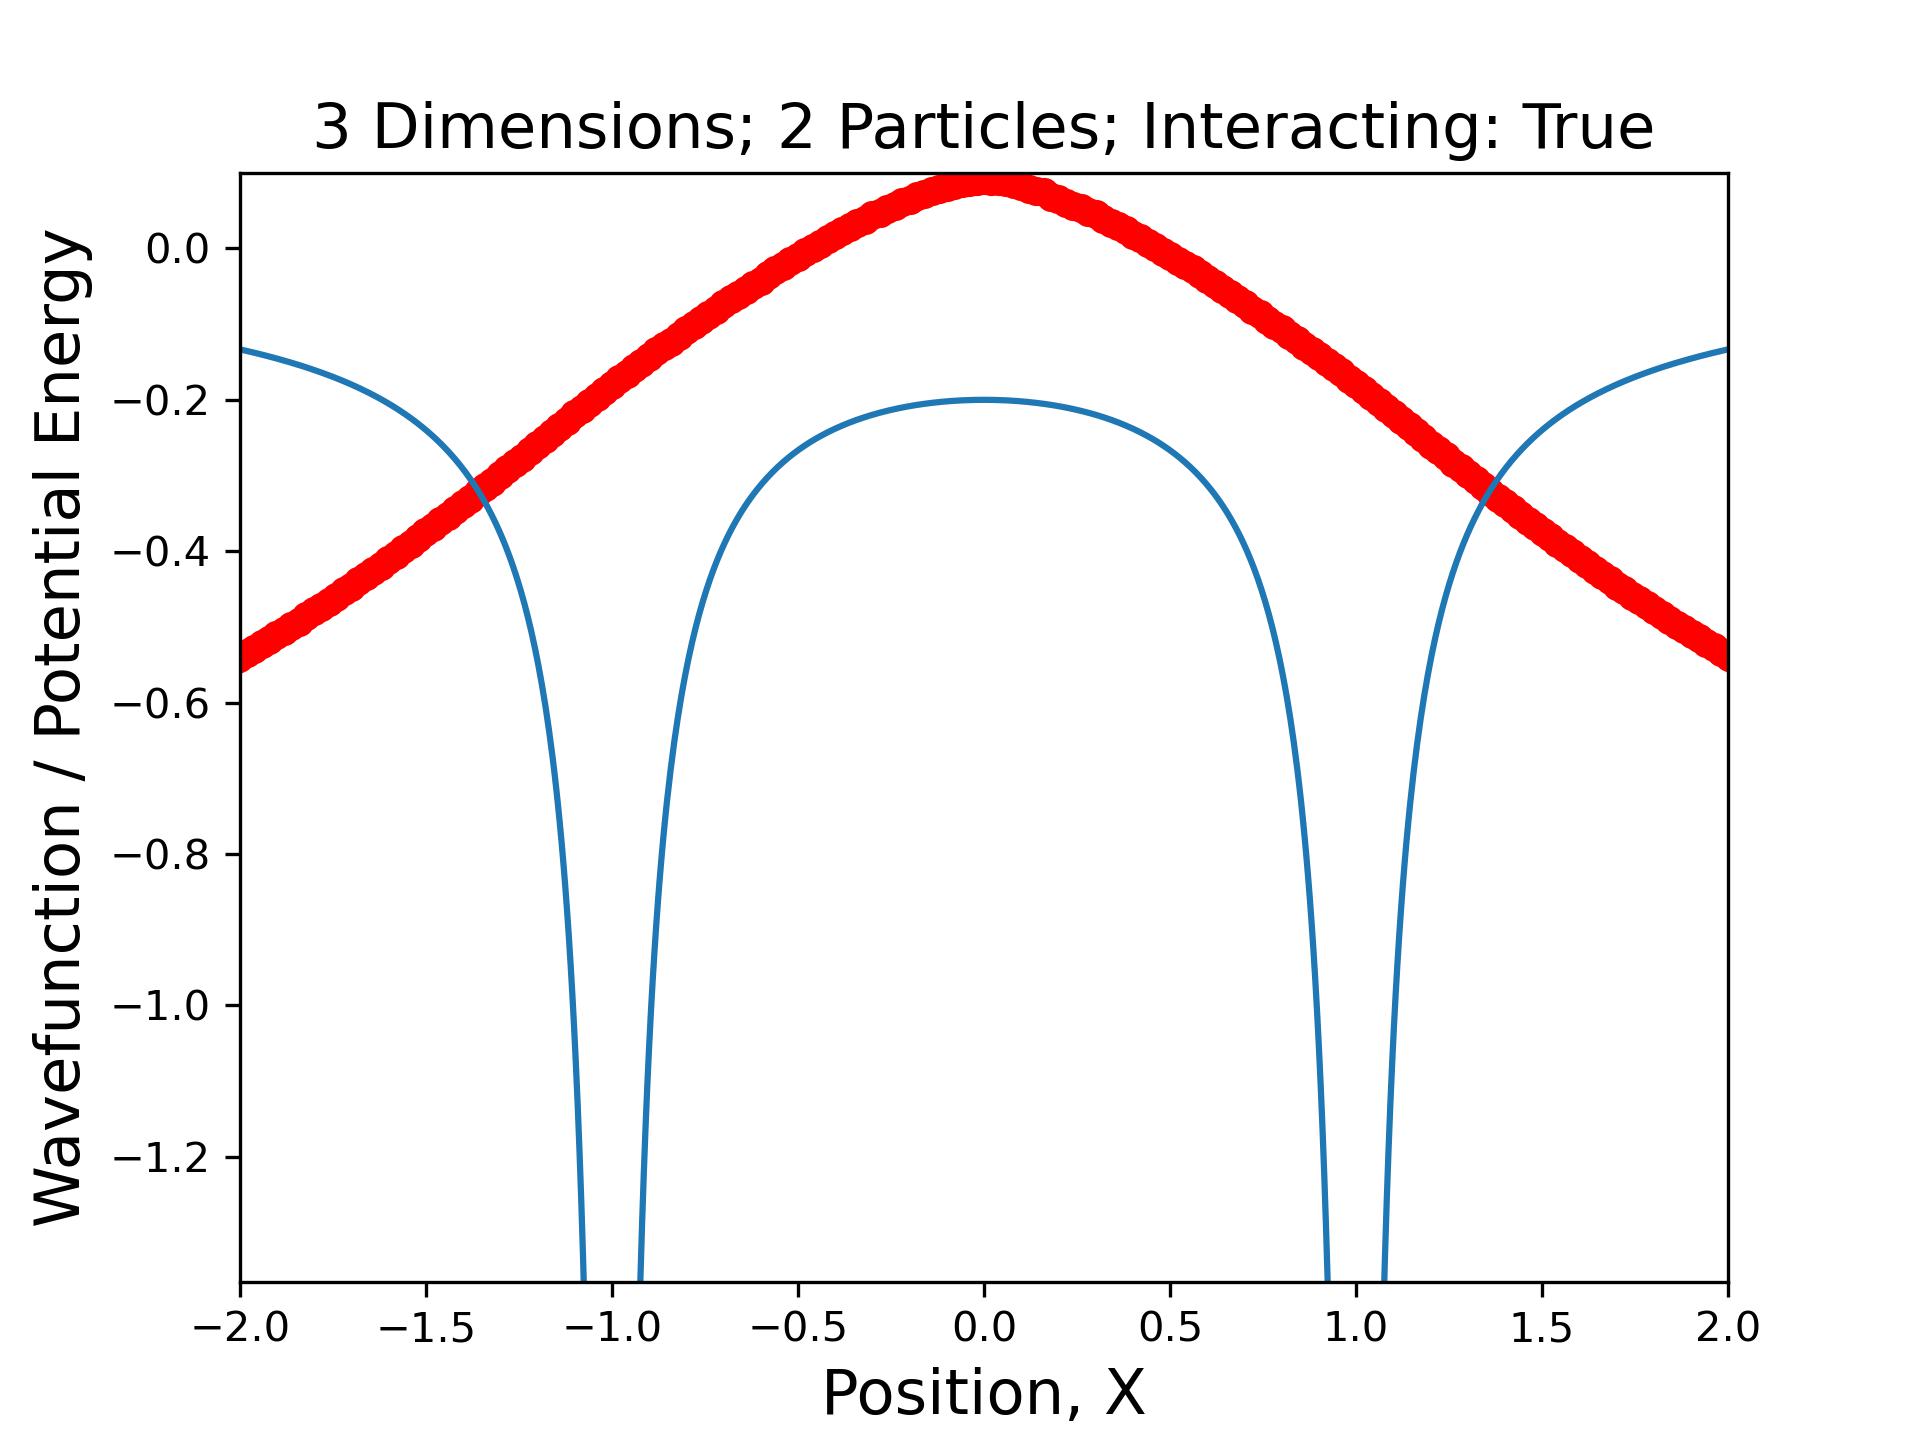 3 Dimensions; 2 Particles; Interacting: True
Wavefunction / Potential Energy
0.0
−0.2
−0.4
−0.6
−0.8
−1.0
−1.2
−2.0 −1.5 −1.0 −0.5 0.0 0.5 1.0 1.5 2.0
Position, X